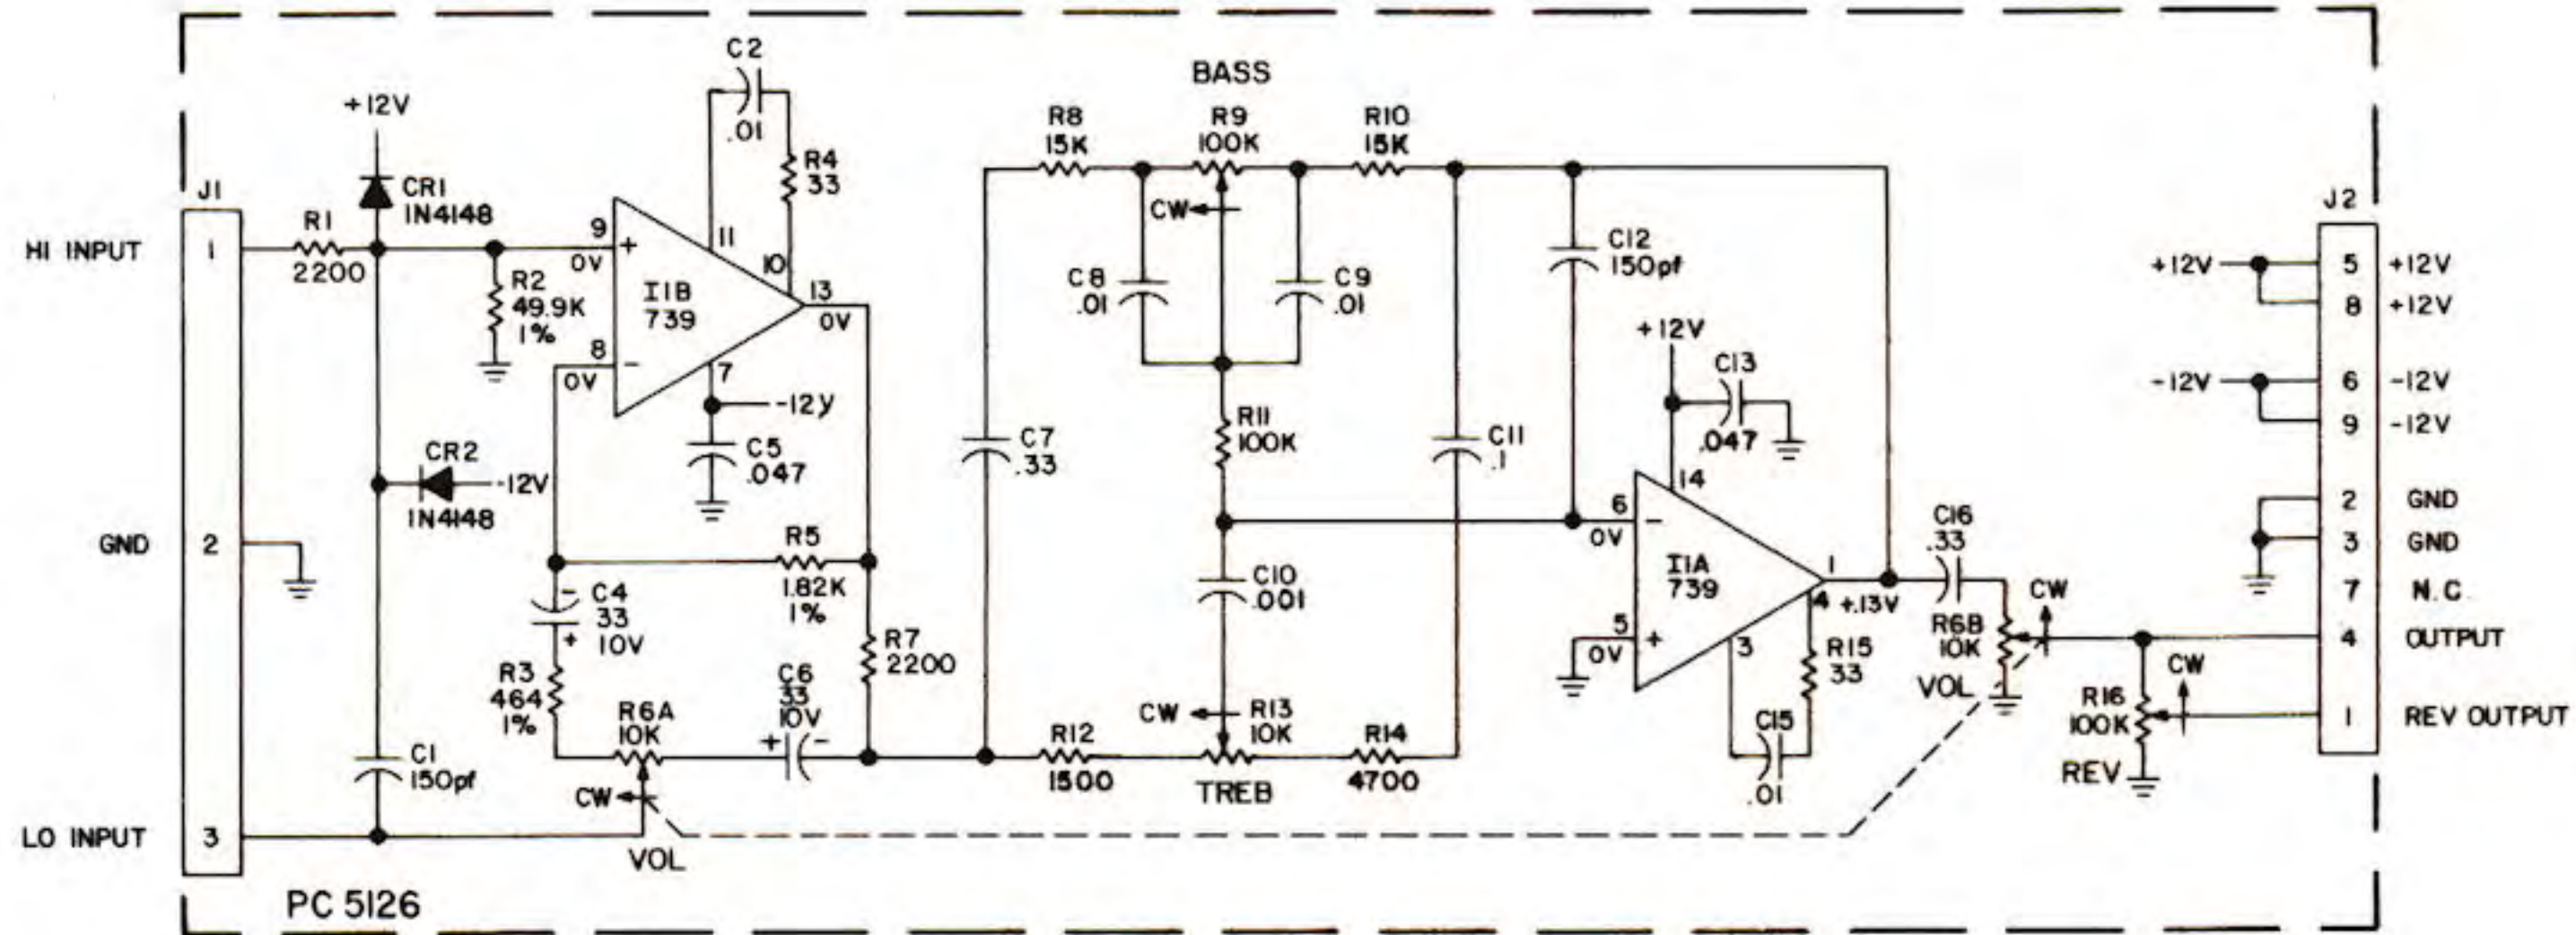 PC 5126
J1
HI INPUT
1
GND
2
LO INPUT
3
R1
2200
+12V
CR1
1N4148
CR2
1N4148
-12V
C1
150pf
R2
49.9K
1%
9
+
0V
8
-
0V
I1B
739
11
10
C2
.01
R4
33
13
0V
7
-12V
C5
.047
R5
1.82K
1%
C4
-
33
10V
+
R3
464
1%
R6A
10K
CW
VOL
C6
33
10V
+
-
R7
2200
C7
.33
BASS
R8
15K
R9
100K
R10
15K
CW
C8
.01
C9
.01
R11
100K
C10
.001
C11
.1
C12
150pf
R12
1500
CW
R13
10K
TREB
R14
4700
+12V
C13
.047
14
6
-
0V
5
+
0V
I1A
739
1
+.13V
4
3
R15
33
C15
.01
C16
.33
CW
R6B
10K
VOL
CW
R16
100K
REV
J2
+12V
5
+12V
8
+12V
-12V
6
-12V
9
-12V
2
GND
3
GND
7
N.C
4
OUTPUT
1
REV OUTPUT